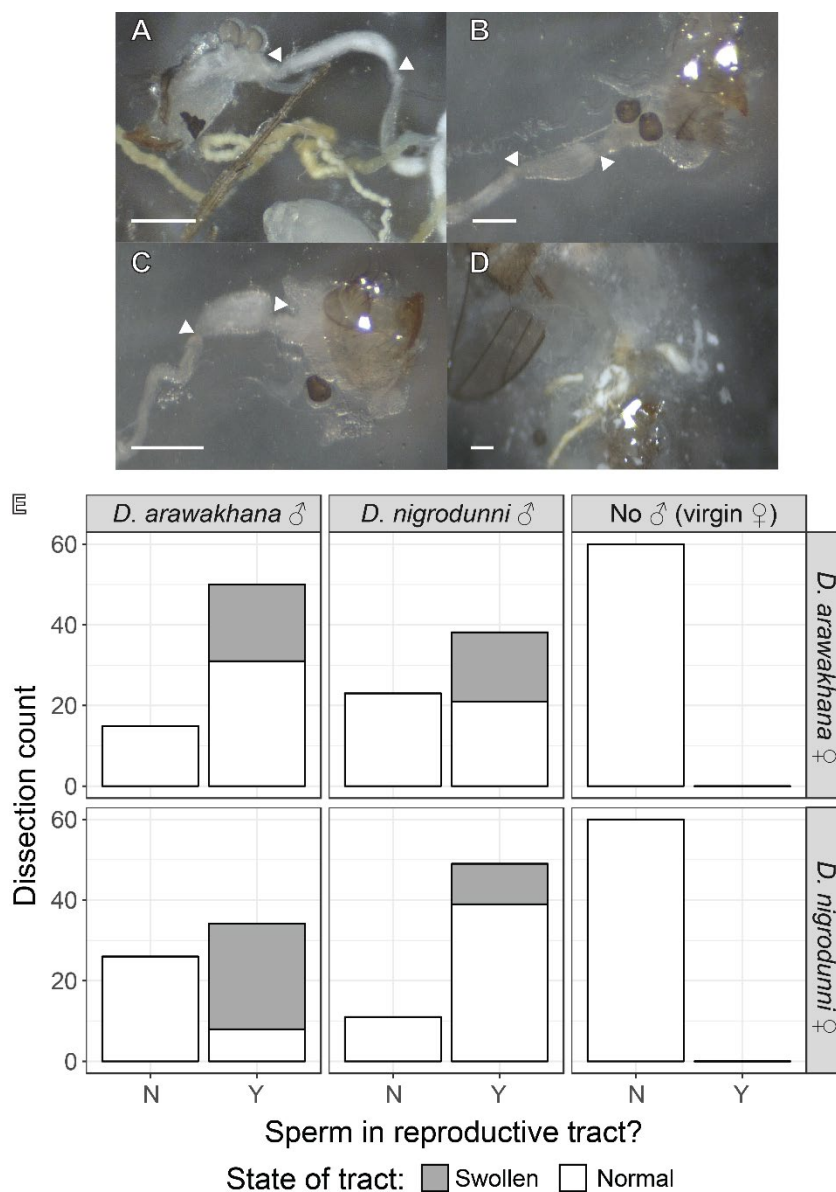 A
B
C
D
E
D. arawakhana ♂
D. nigrodunni ♂
No ♂ (virgin ♀)
60
40
20
0
D. arawakhana ♀
60
40
20
0
D. nigrodunni ♀
Dissection count
N
Y
N
Y
N
Y
Sperm in reproductive tract?
State of tract: Swollen Normal